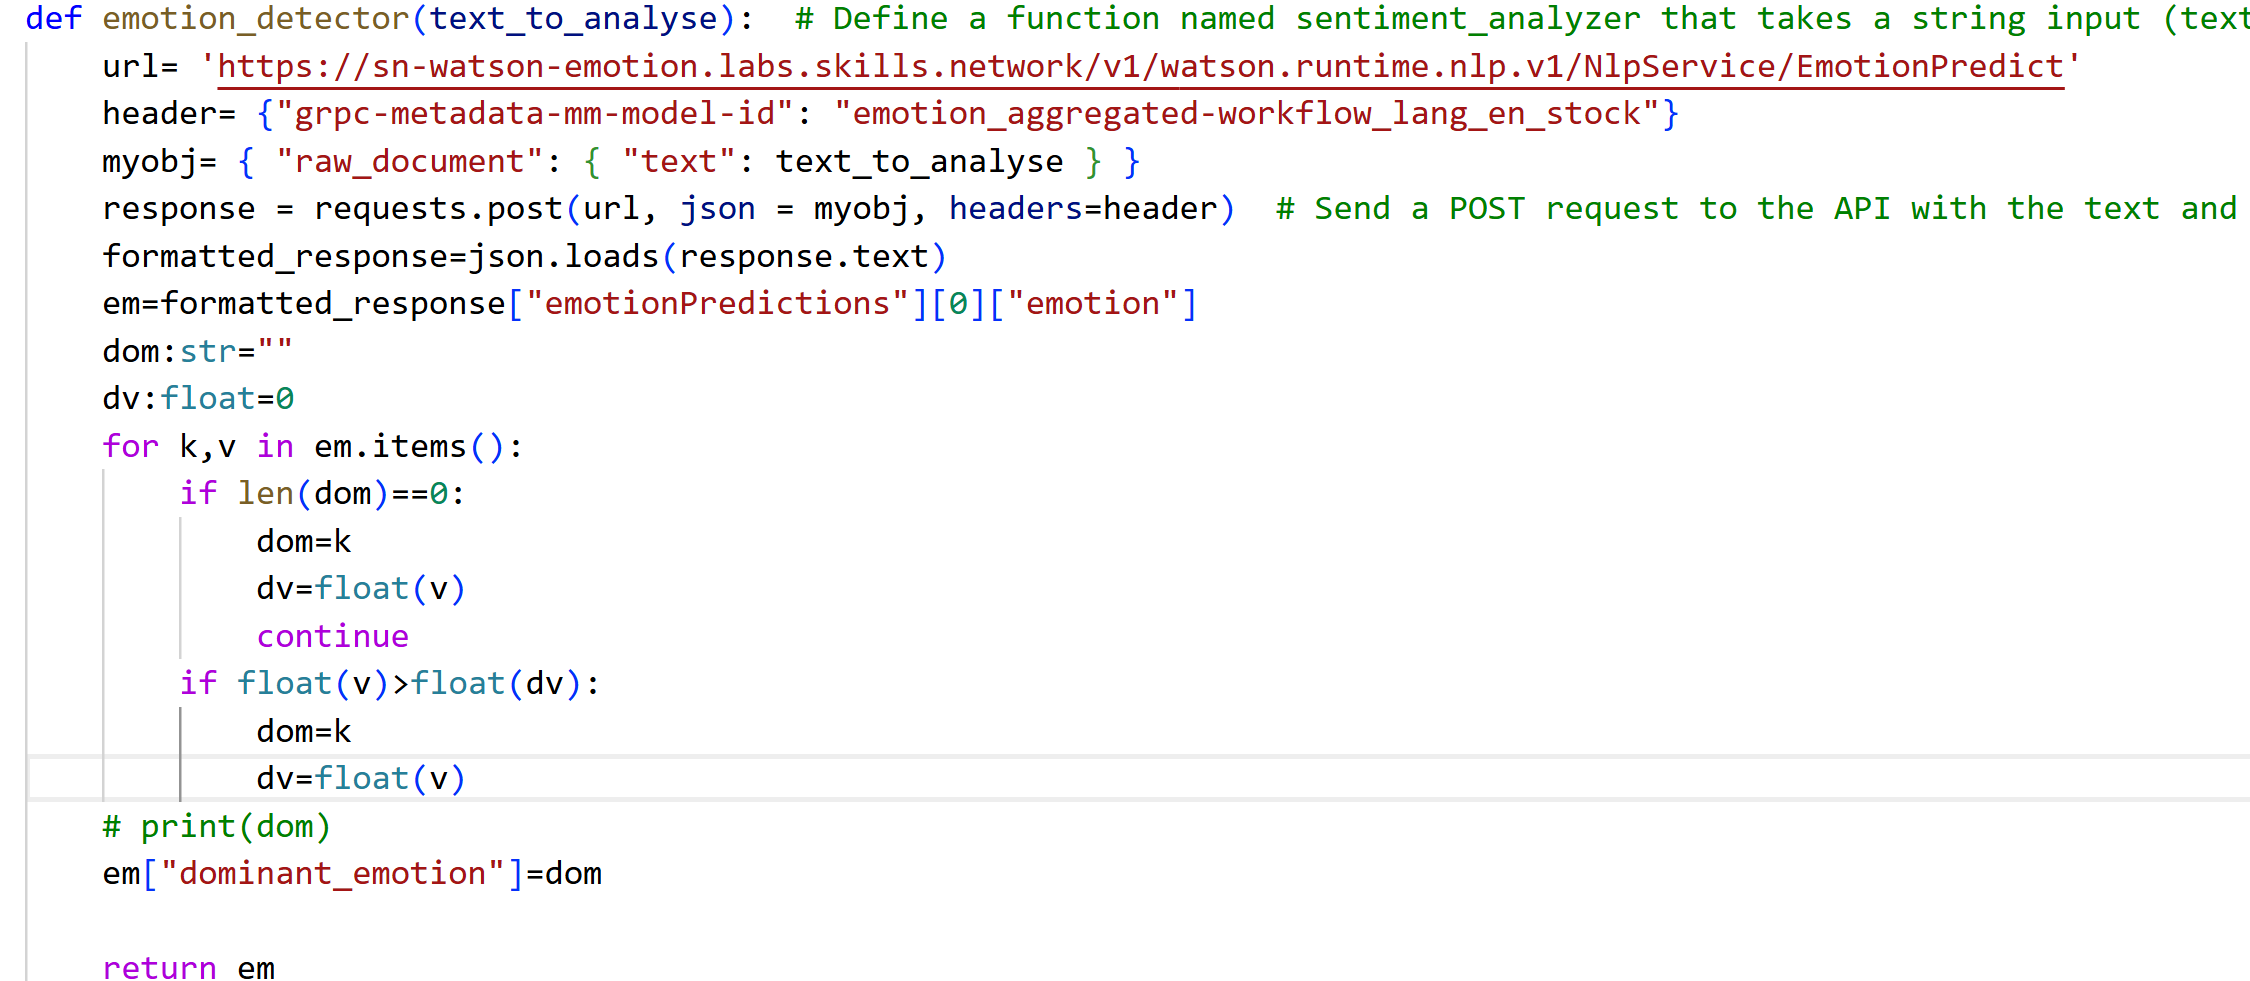 def emotion_detector(text_to_analyse):  # Define a function named sentiment_analyzer that takes a string input (text
    url= 'https://sn-watson-emotion.labs.skills.network/v1/watson.runtime.nlp.v1/NlpService/EmotionPredict'
    header= {"grpc-metadata-mm-model-id": "emotion_aggregated-workflow_lang_en_stock"}
    myobj= { "raw_document": { "text": text_to_analyse } }
    response = requests.post(url, json = myobj, headers=header)  # Send a POST request to the API with the text and
    formatted_response=json.loads(response.text)
    em=formatted_response["emotionPredictions"][0]["emotion"]
    dom:str=""
    dv:float=0
    for k,v in em.items():
        if len(dom)==0:
            dom=k
            dv=float(v)
            continue
        if float(v)>float(dv):
            dom=k
            dv=float(v)
    # print(dom)
    em["dominant_emotion"]=dom
    return em